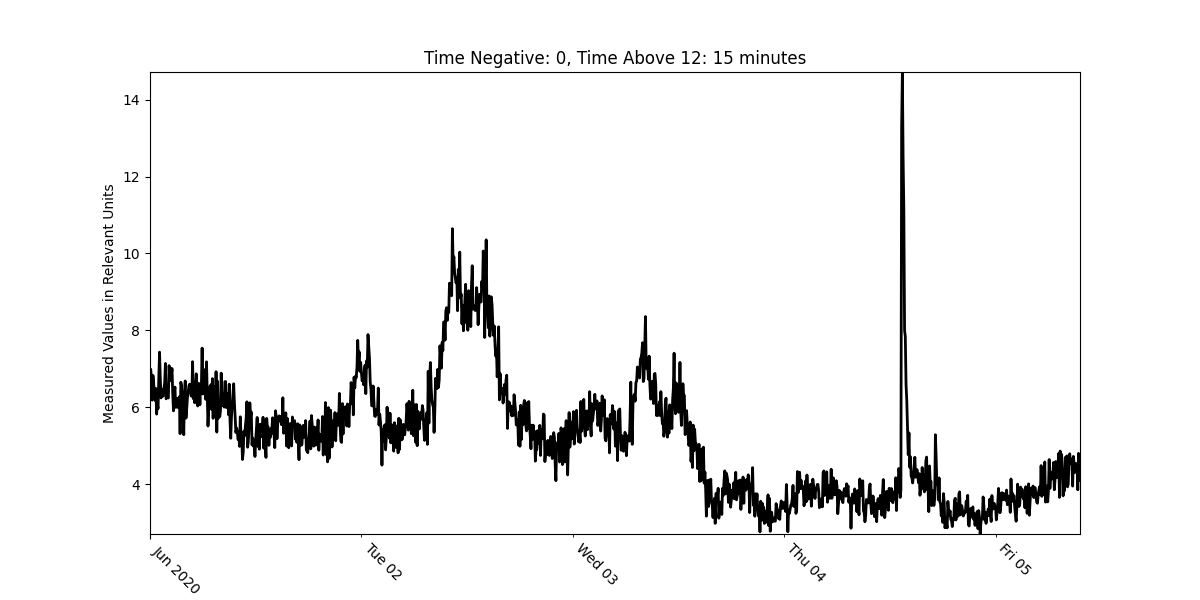 Time Negative: 0, Time Above 12: 15 minutes
14
12
10
8
6
4
Measured Values in Relevant Units
Jun 2020
Tue 02
Wed 03
Thu 04
Fri 05